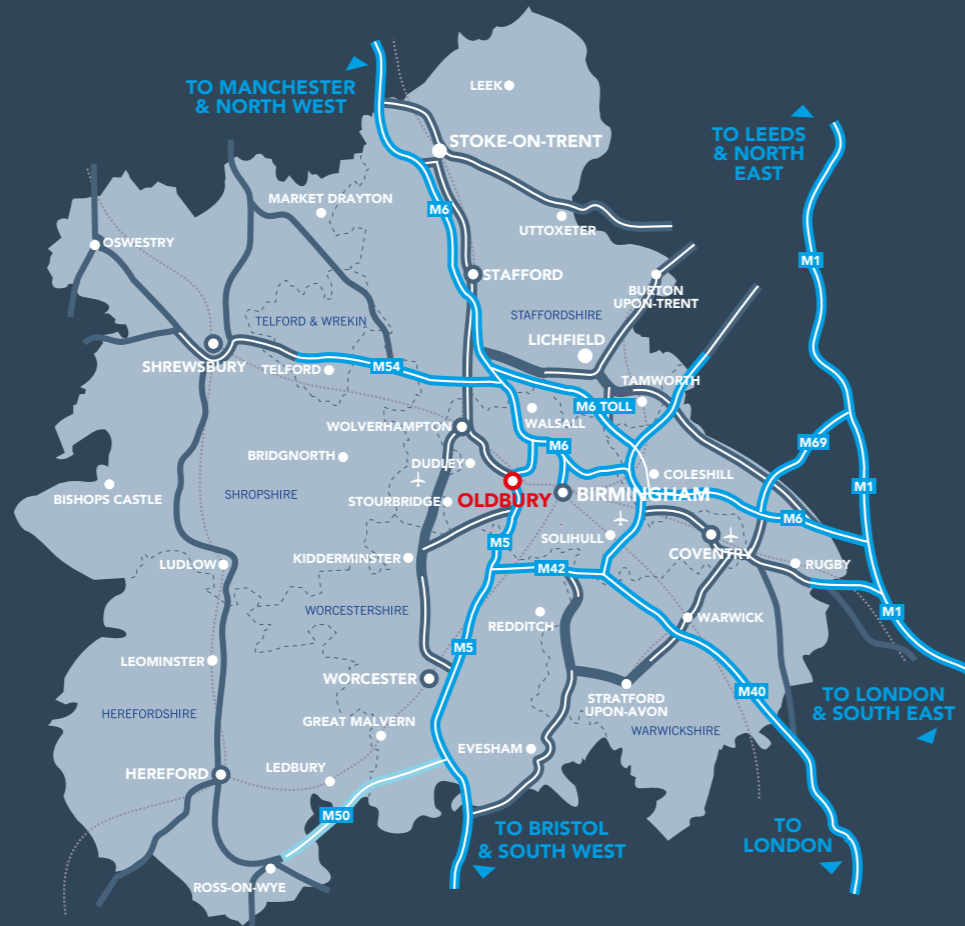 LEEK
TO MANCHESTER
& NORTH WEST
TO LEEDS
& NORTH
EAST
STOKE-ON-TRENT
MARKET DRAYTON
M6
UTTOXETER
OSWESTRY
M1
STAFFORD
BURTON
UPON-TRENT
TELFORD & WREKIN
STAFFORDSHIRE
LICHFIELD
SHREWSBURY
TELFORD
M54
TAMWORTH
M6 TOLL
WOLVERHAMPTON
WALSALL
M6
M69
BRIDGNORTH
DUDLEY
COLESHILL
BISHOPS CASTLE
SHROPSHIRE
STOURBRIDGE
OLDBURY
BIRMINGHAM
M1
M6
M5
SOLIHULL
COVENTRY
KIDDERMINSTER
LUDLOW
M42
RUGBY
WORCESTERSHIRE
REDDITCH
WARWICK
M1
M5
LEOMINSTER
WORCESTER
M40
STRATFORD
UPON-AVON
TO LONDON
& SOUTH EAST
HEREFORDSHIRE
GREAT MALVERN
WARWICKSHIRE
EVESHAM
HEREFORD
LEDBURY
M50
TO BRISTOL
& SOUTH WEST
TO
LONDON
ROSS-ON-WYE